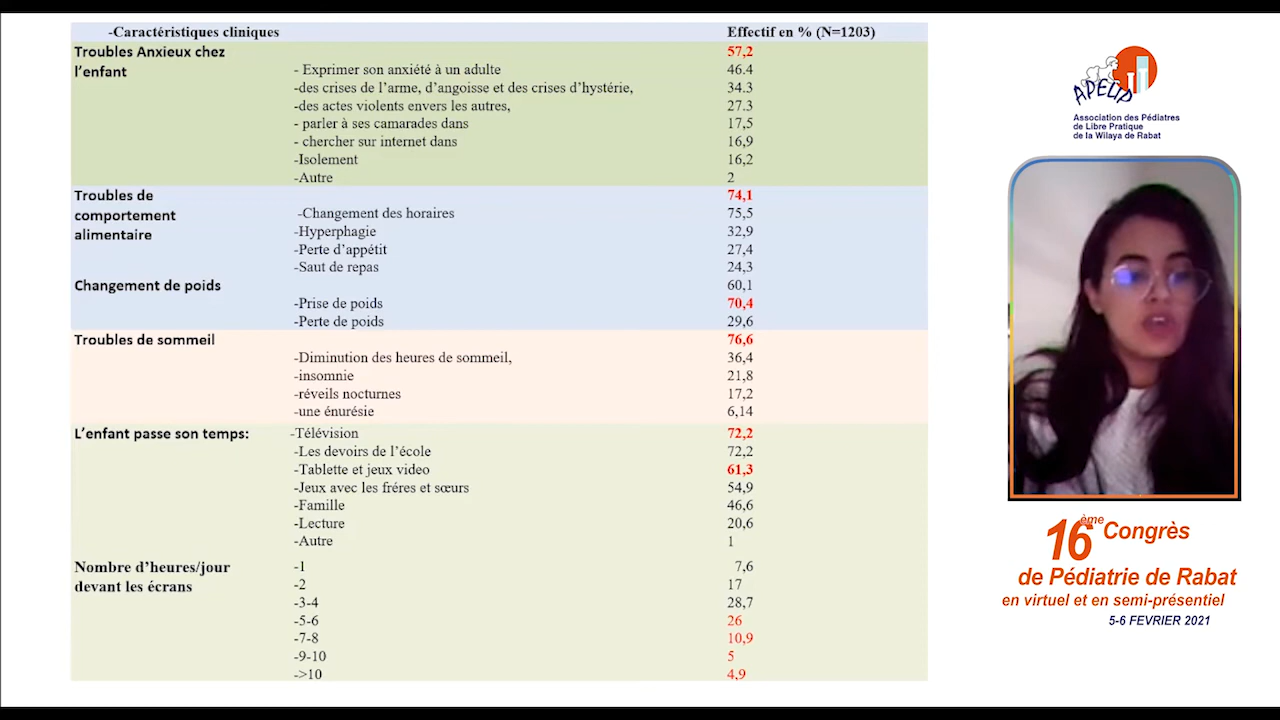 -Caractéristiques cliniques Effectif en % (N=1203)
Troubles Anxieux chez 57,2
l’enfant - Exprimer son anxiété à un adulte 46.4
-des crises de l’arme, d’angoisse et des crises d’hystérie, 34.3
-des actes violents envers les autres, 27.3
- parler à ses camarades dans 17,5
- chercher sur internet dans 16,9
-Isolement 16,2
-Autre 2
Troubles de 74,1
comportement -Changement des horaires 75,5
alimentaire -Hyperphagie 32,9
-Perte d’appétit 27,4
-Saut de repas 24,3
Changement de poids 60,1
-Prise de poids 70,4
-Perte de poids 29,6
Troubles de sommeil 76,6
-Diminution des heures de sommeil, 36,4
-insomnie 21,8
-réveils nocturnes 17,2
-une énurésie 6,14
L’enfant passe son temps: -Télévision 72,2
-Les devoirs de l’école 72,2
-Tablette et jeux video 61,3
-Jeux avec les fréres et sœurs 54,9
-Famille 46,6
-Lecture 20,6
-Autre 1
Nombre d’heures/jour -1 7,6
devant les écrans -2 17
-3-4 28,7
-5-6 26
-7-8 10,9
-9-10 5
->10 4,9
APELIP
Association des Pédiatres
de Libre Pratique
de la Wilaya de Rabat
16ème Congrès
de Pédiatrie de Rabat
en virtuel et en semi-présentiel
5-6 FEVRIER 2021